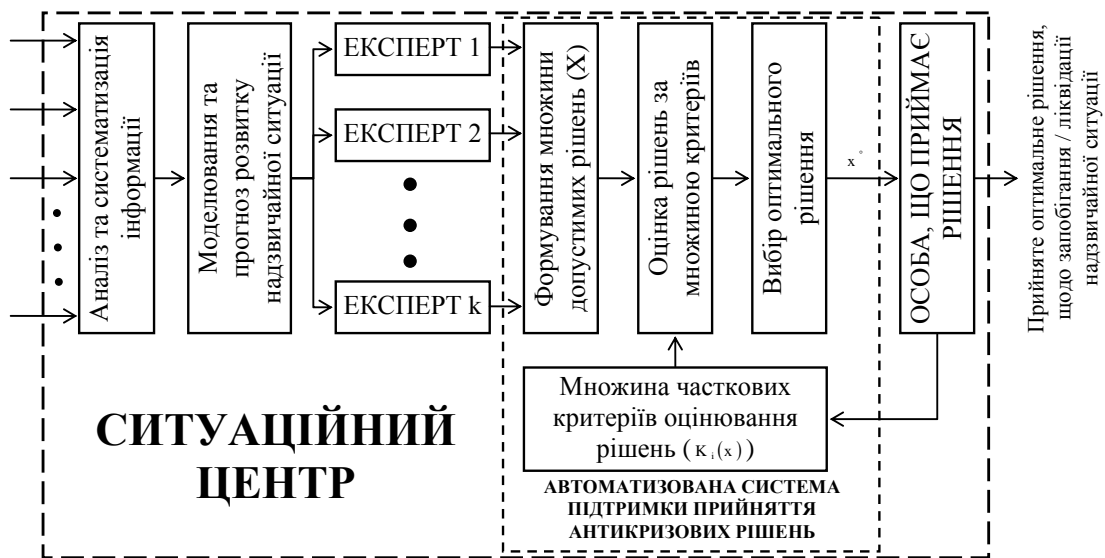 Аналіз та систематизація
інформації
Моделювання та
прогноз розвитку
надзвичайної ситуації
ЕКСПЕРТ 1
ЕКСПЕРТ 2
ЕКСПЕРТ k
Формування множини
допустимих рішень (X)
Оцінка рішень за
множиною критеріїв
Вибір оптимального
рішення
x°
ОСОБА, ЩО ПРИЙМАЄ
РІШЕННЯ
Прийняте оптимальне рішення,
щодо запобігання / ліквідації
надзвичайної ситуації
Множина часткових
критеріїв оцінювання
рішень (K i (x))
СИТУАЦІЙНИЙ
ЦЕНТР
АВТОМАТИЗОВАНА СИСТЕМА
ПІДТРИМКИ ПРИЙНЯТТЯ
АНТИКРИЗОВИХ РІШЕНЬ